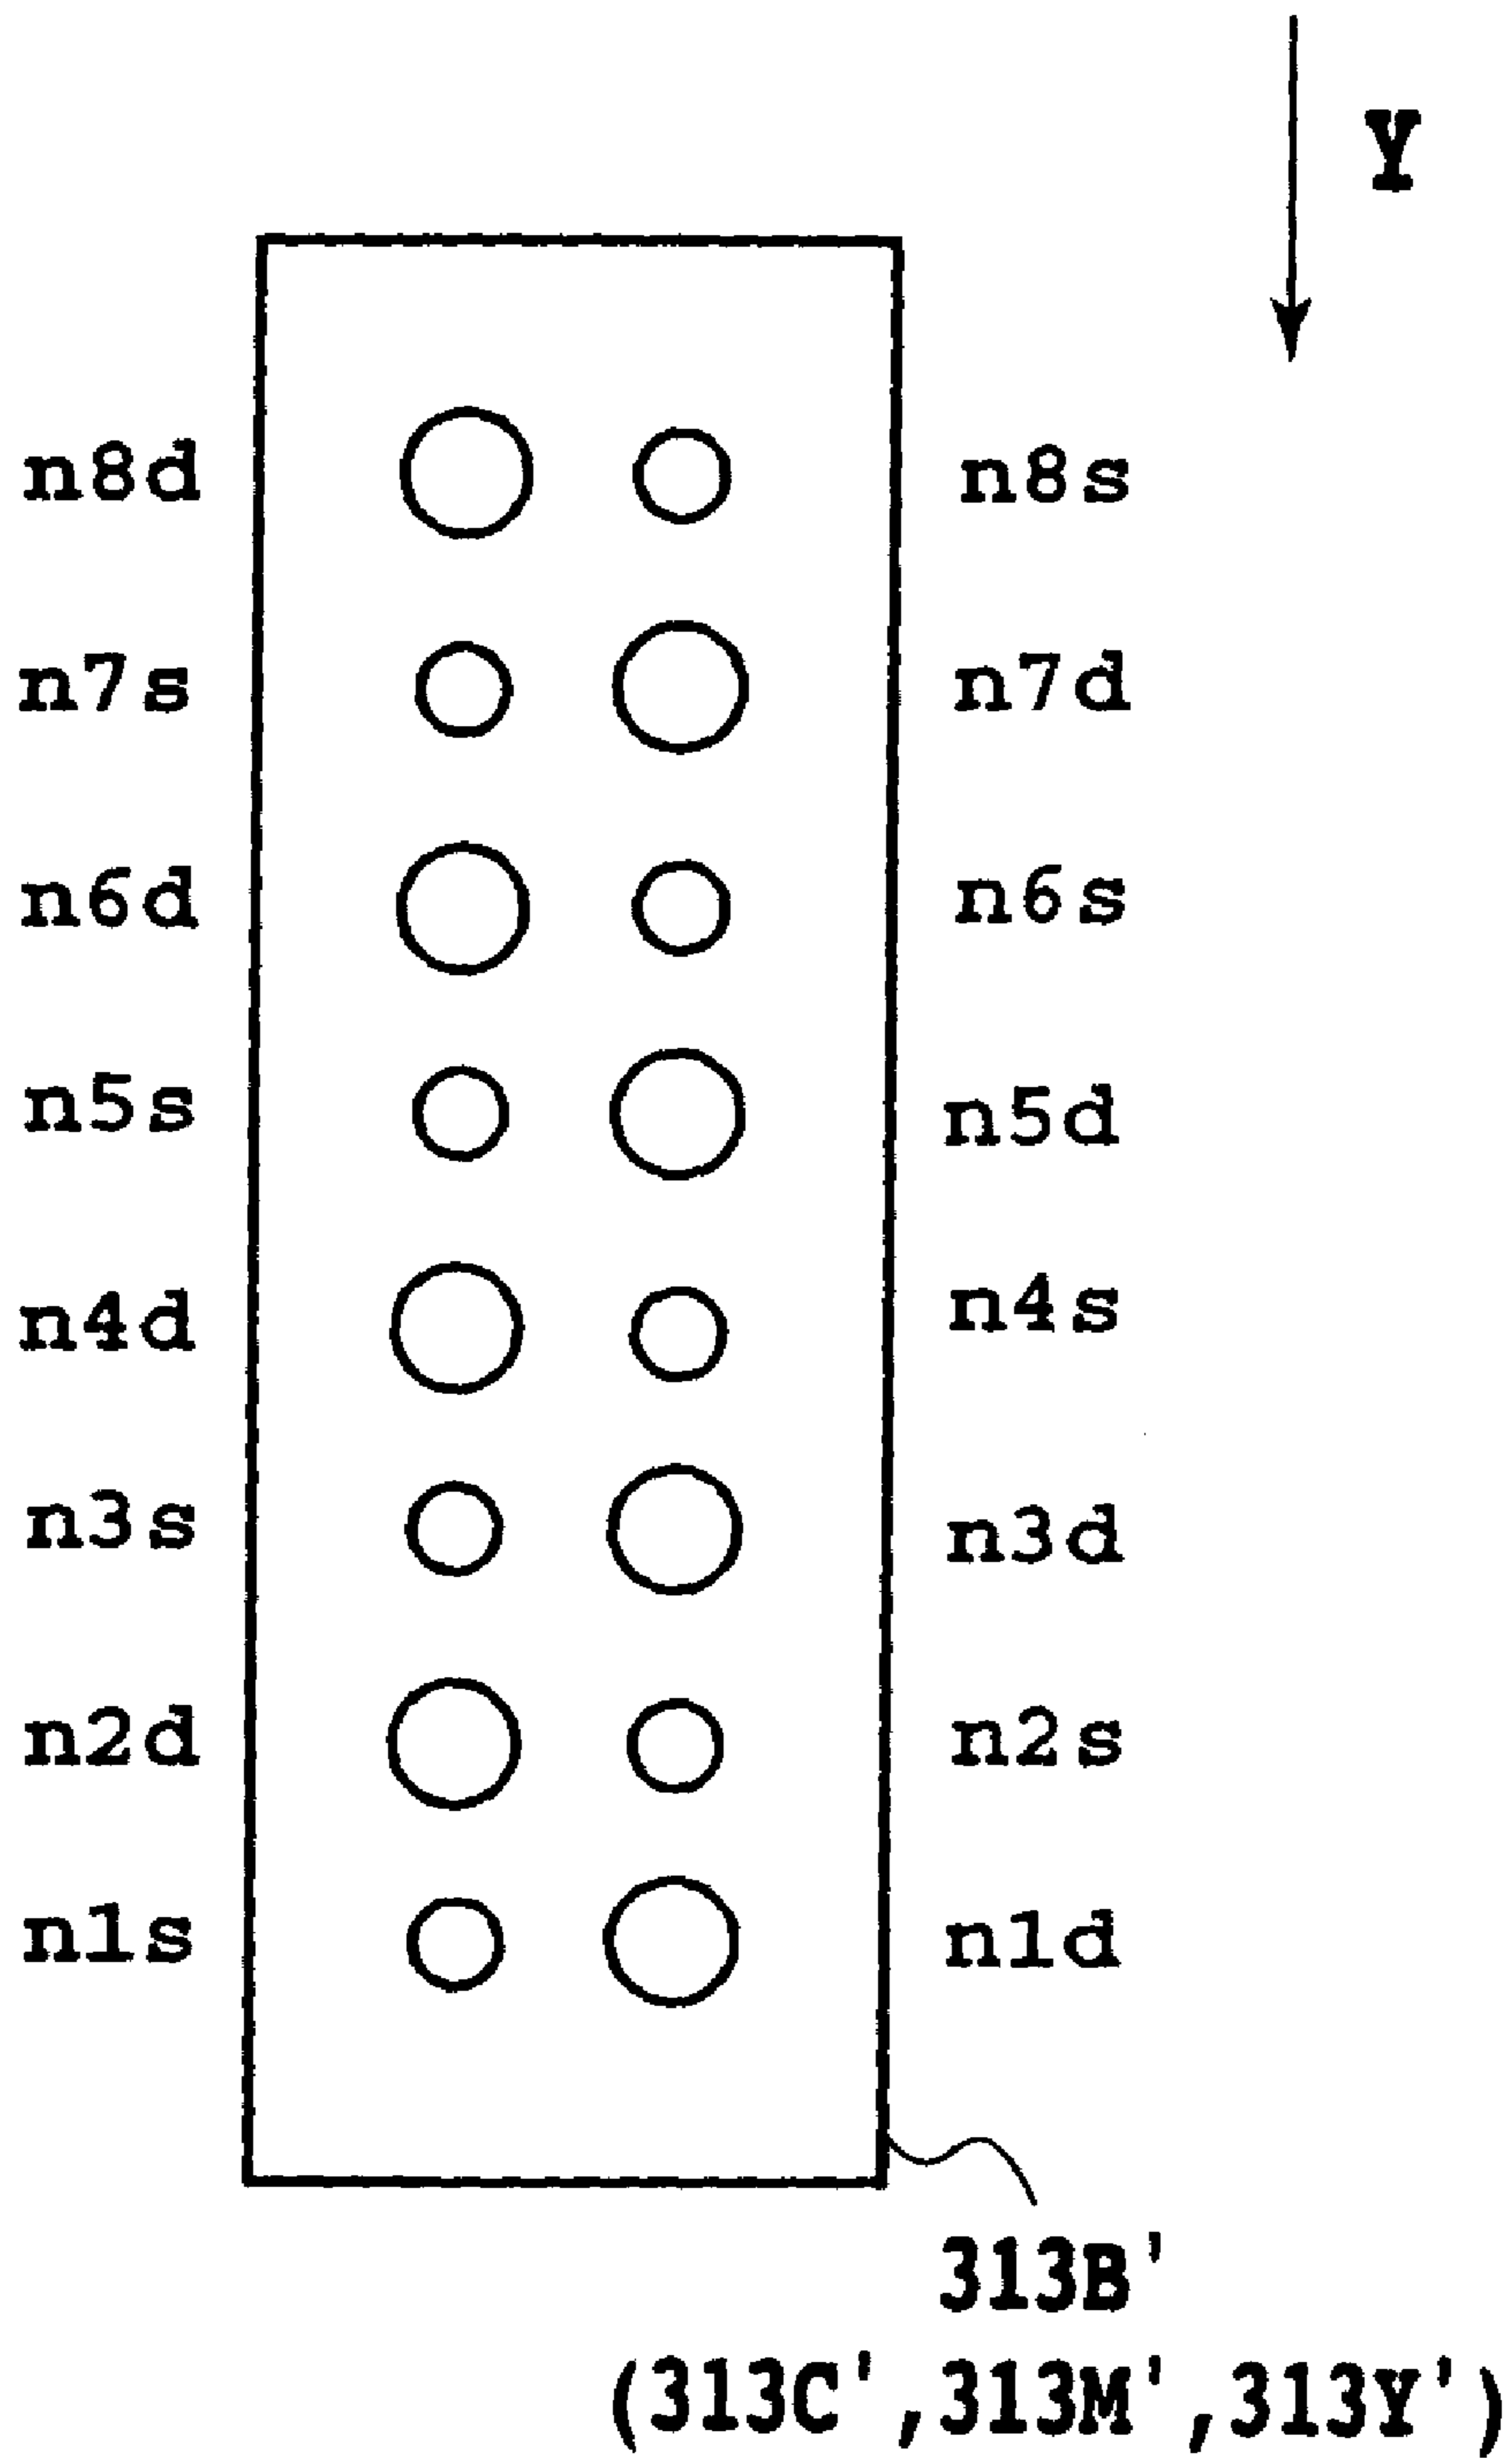 Y
n8d n8s
n7s n7d
n6d n6s
n5s n5d
n4d n4s
n3s n3d
n2d n2s
n1s n1d
313B'
(313C',313M',313Y')